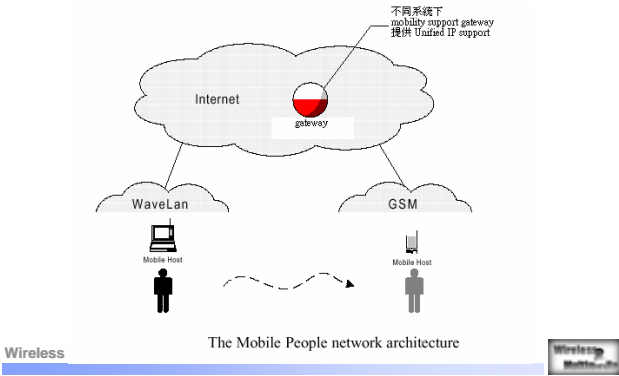 不同系統下
mobility support gateway
提供 Unified IP support
Internet
gateway
WaveLan
GSM
Mobile Host
Mobile Host
The Mobile People network architecture
Wireless
Wireless